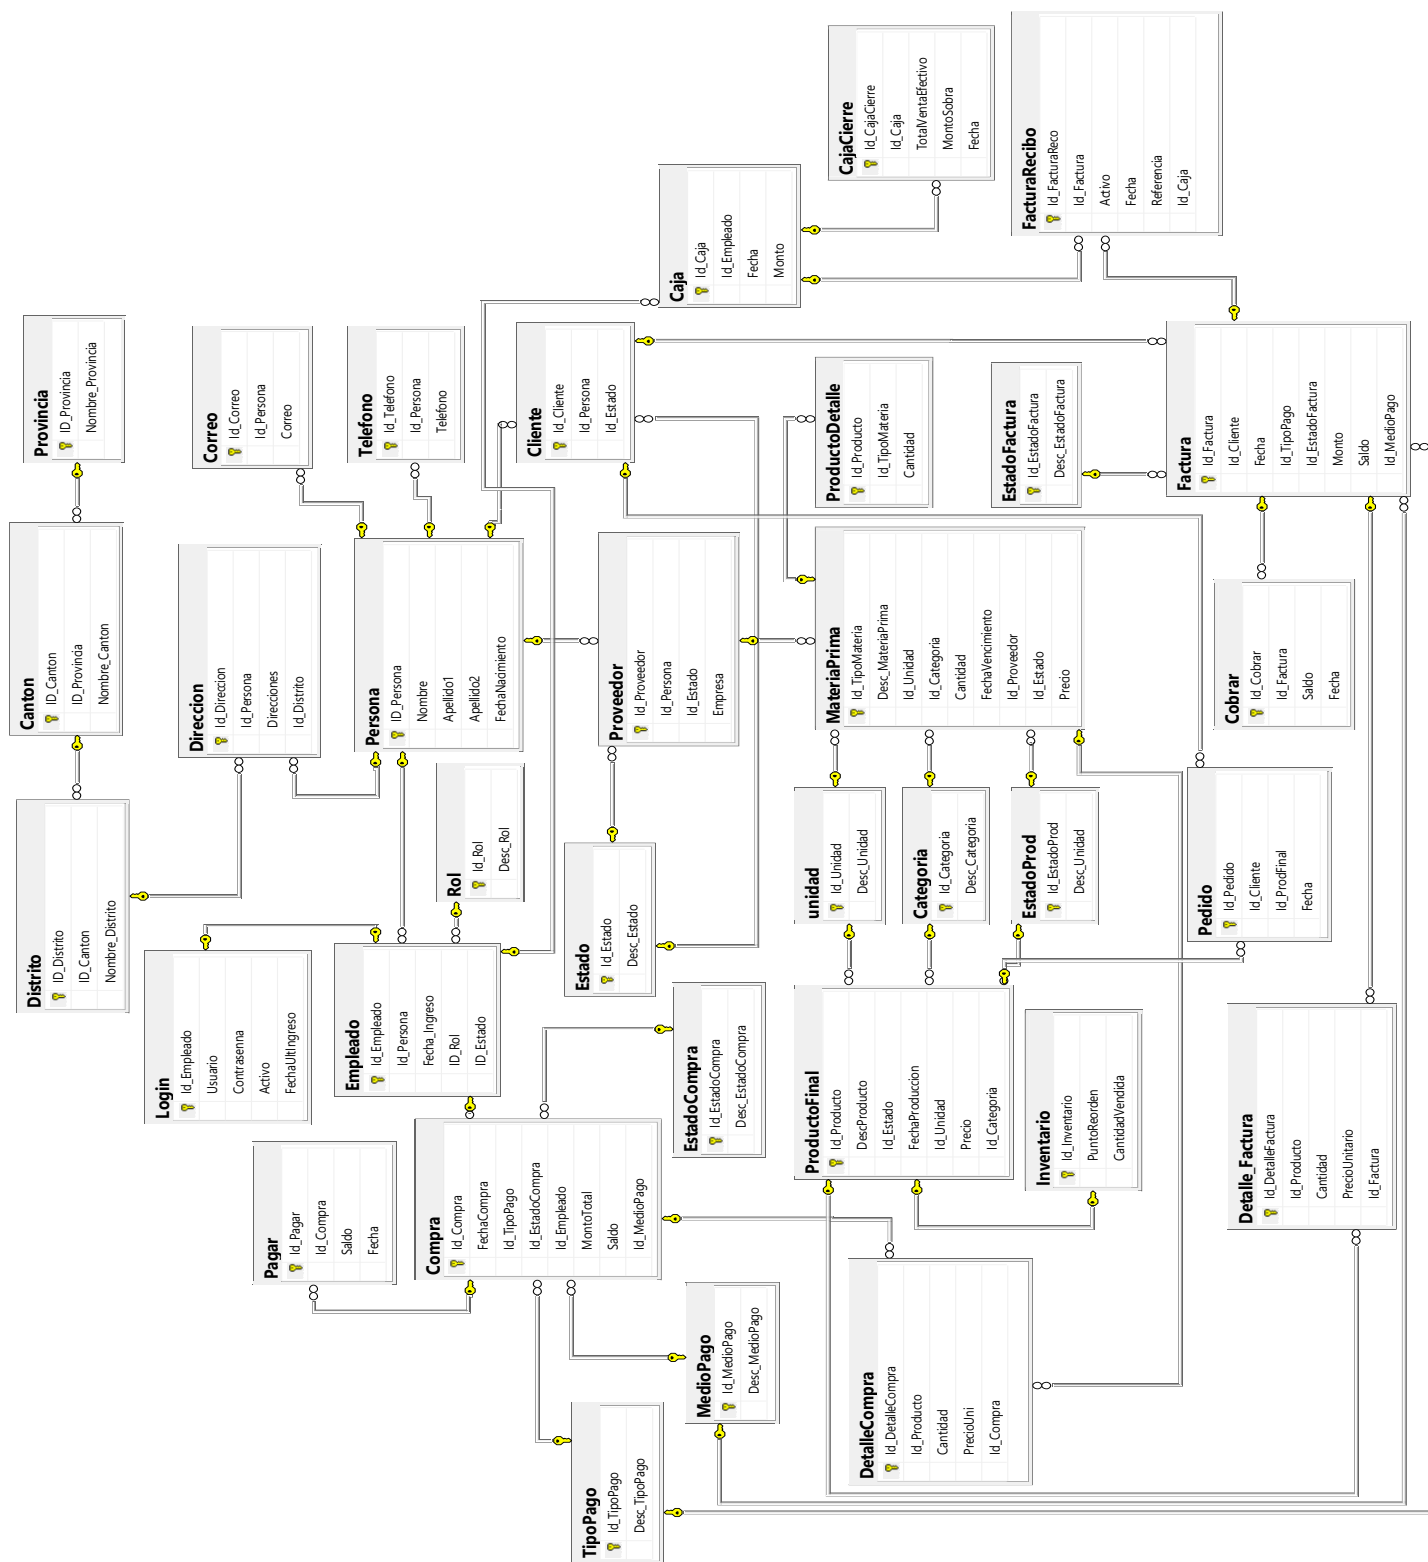 Distrito
ID_Distrito
ID_Canton
Nombre_Distrito
Canton
ID_Canton
ID_Provincia
Nombre_Canton
Provincia
ID_Provincia
Nombre_Provincia
Login
Id_Empleado
Usuario
Contrasenna
Activo
FechaUltIngreso
Direccion
Id_Direccion
Id_Persona
Direcciones
Id_Distrito
Correo
Id_Correo
Id_Persona
Correo
Pagar
Id_Pagar
Id_Compra
Saldo
Fecha
Empleado
Id_Empleado
Id_Persona
Fecha_Ingreso
ID_Rol
ID_Estado
Persona
ID_Persona
Nombre
Apellido1
Apellido2
FechaNacimiento
Telefono
Id_Telefono
Id_Persona
Telefono
Compra
Id_Compra
FechaCompra
Id_TipoPago
Id_EstadoCompra
Id_Empleado
MontoTotal
Saldo
Id_MedioPago
Rol
Id_Rol
Desc_Rol
Cliente
Id_Cliente
Id_Persona
Id_Estado
TipoPago
Id_TipoPago
Desc_TipoPago
Estado
Id_Estado
Desc_Estado
Proveedor
Id_Proveedor
Id_Persona
Id_Estado
Empresa
Caja
Id_Caja
Id_Empleado
Fecha
Monto
MedioPago
Id_MedioPago
Desc_MedioPago
EstadoCompra
Id_EstadoCompra
Desc_EstadoCompra
ProductoFinal
Id_Producto
DescProducto
Id_Estado
FechaProduccion
Id_Unidad
Precio
Id_Categoria
unidad
Id_Unidad
Desc_Unidad
MateriaPrima
Id_TipoMateria
Desc_MateriaPrima
Id_Unidad
Id_Categoria
Cantidad
FechaVencimiento
Id_Proveedor
Id_Estado
Precio
ProductoDetalle
Id_Producto
Id_TipoMateria
Cantidad
CajaCierre
Id_CajaCierre
Id_Caja
TotalVentaEfectivo
MontoSobra
Fecha
DetalleCompra
Id_DetalleCompra
Id_Producto
Cantidad
PrecioUni
Id_Compra
Categoria
Id_Categoria
Desc_Categoria
EstadoFactura
Id_EstadoFactura
Desc_EstadoFactura
Inventario
Id_Inventario
PuntoReorden
CantidadVendida
EstadoProd
Id_EstadoProd
Desc_Unidad
FacturaRecibo
Id_FacturaReco
Id_Factura
Activo
Fecha
Referencia
Id_Caja
Factura
Id_Factura
Id_Cliente
Fecha
Id_TipoPago
Id_EstadoFactura
Monto
Saldo
Id_MedioPago
Pedido
Id_Pedido
Id_Cliente
Id_ProdFinal
Fecha
Cobrar
Id_Cobrar
Id_Factura
Saldo
Fecha
Detalle_Factura
Id_DetalleFactura
Id_Producto
Cantidad
PrecioUnitario
Id_Factura